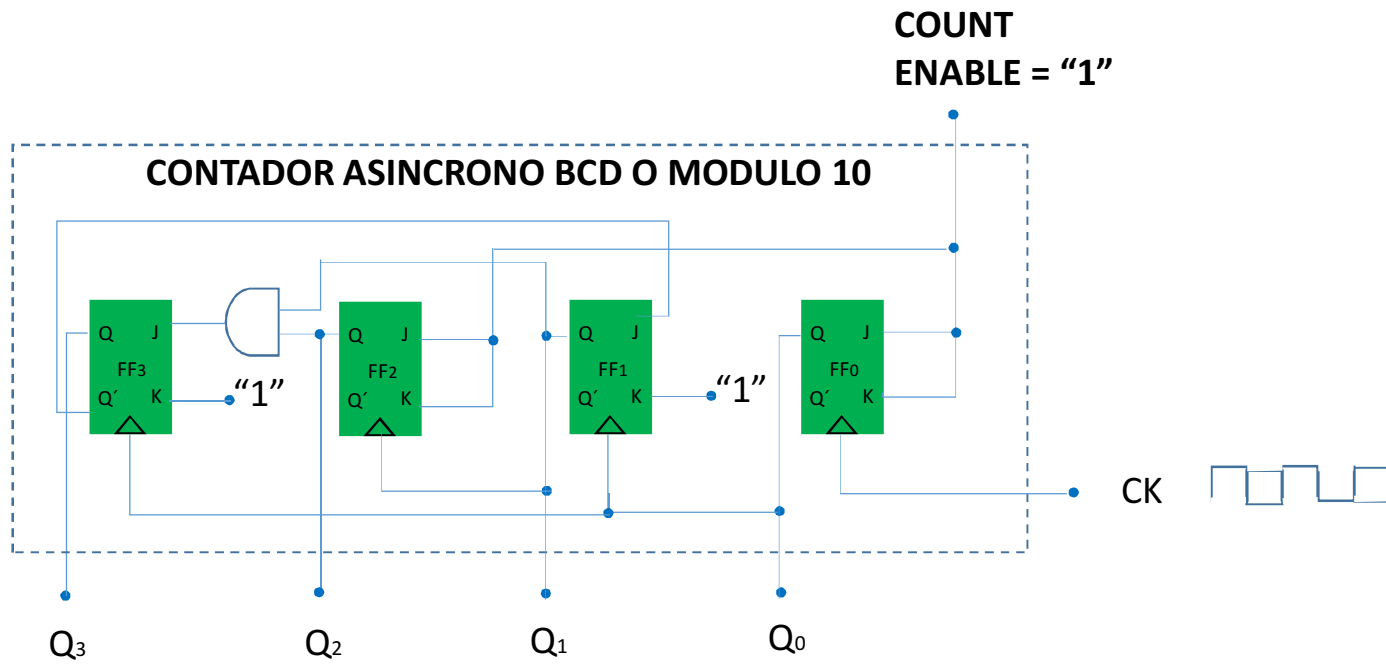 COUNT
ENABLE = “1”
CONTADOR ASINCRONO BCD O MODULO 10
Q J
FF3
Q´ K
“1”
Q J
FF2
Q´ K
Q J
FF1
Q´ K
“1”
Q J
FF0
Q´ K
CK
Q3 Q2 Q1 Q0